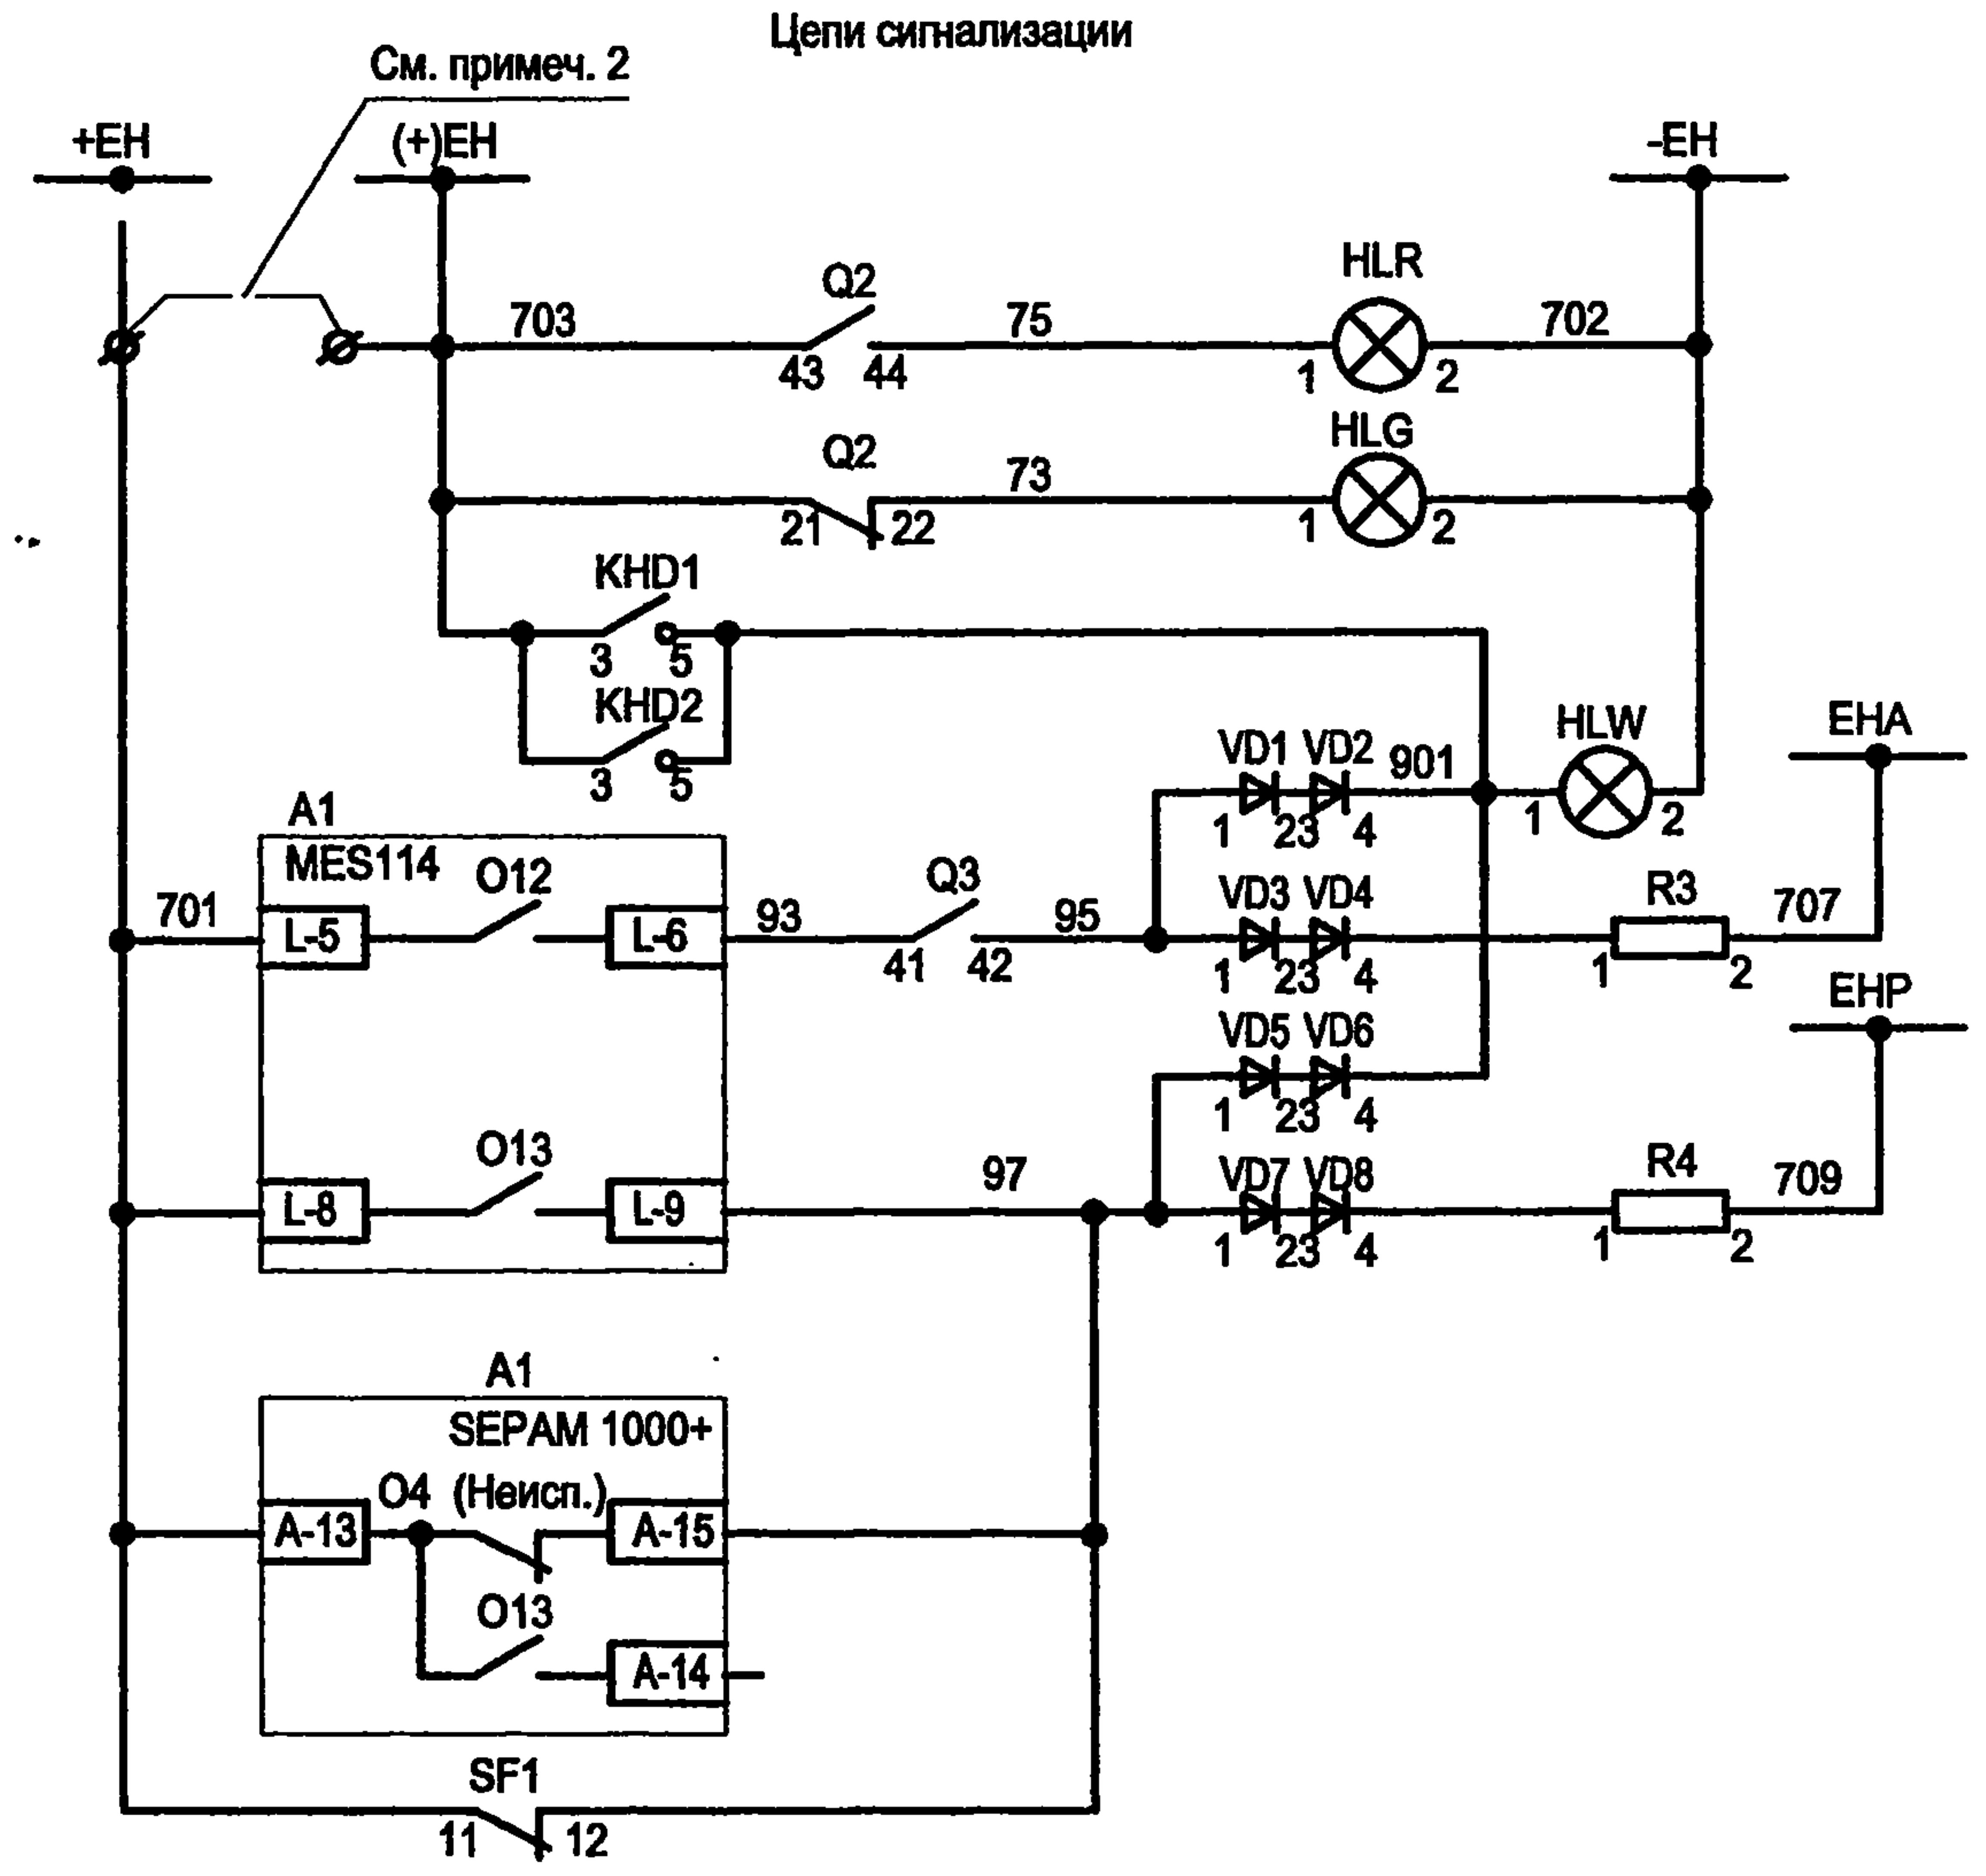 Цепи сигнализации
См. примеч. 2
+EH (+)EH -EH
703 Q2 75 HLR 702
43 44 1 2
Q2 73 HLG
21 22 1 2
KHD1
3 5
KHD2
3 5
VD1 VD2 901 HLW EHA
1 23 4 1 2
A1
MES114
701 L-5 O12 L-6 93 Q3 95 VD3 VD4 R3 707
41 42 1 23 4 1 2
EHP
VD5 VD6
1 23 4
L-8 O13 L-9 97 VD7 VD8 R4 709
1 23 4 1 2
A1
SEPAM 1000+
O4 (Неисп.)
A-13 A-15
O13
A-14
SF1
11 12